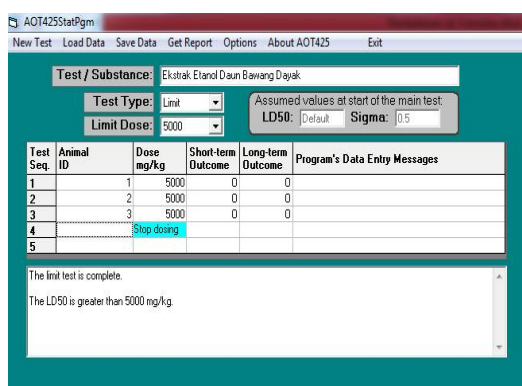 AOT425StatPgm
New Test Load Data Save Data Get Report Options About AOT425 Exit
Test / Substance: Ekstrak Etanol Daun Bawang Dayak
Test Type: Limit
Limit Dose: 5000
Assumed values at start of the main test:
LD50: Default Sigma: 0.5
Test Seq. Animal ID Dose mg/kg Short-term Outcome Long-term Outcome Program's Data Entry Messages
1 1 5000 0 0
2 2 5000 0 0
3 3 5000 0 0
4 Stop dosing
5
The limit test is complete.
The LD50 is greater than 5000 mg/kg.